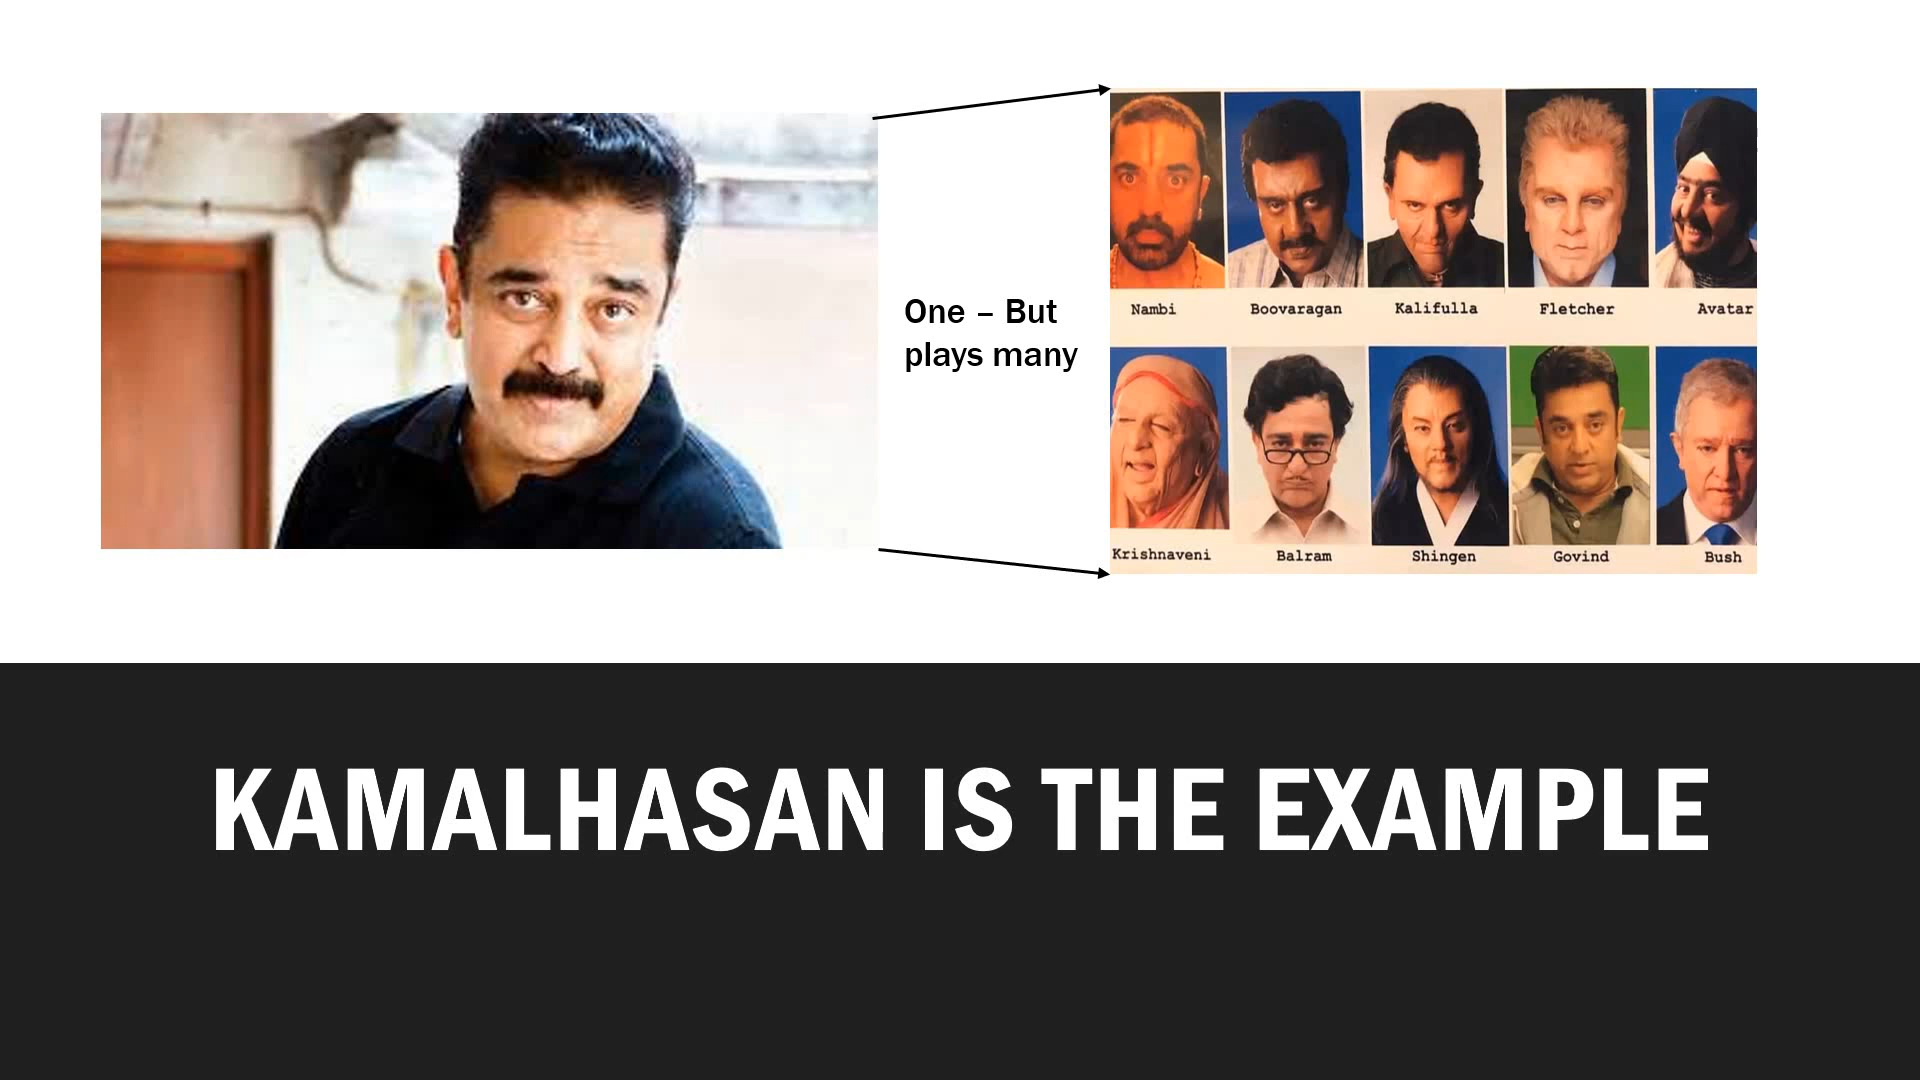 One – But
plays many
Nambi Boovaragan Kalifulla Fletcher Avatar
Krishnaveni Balram Shingen Govind Bush
KAMALHASAN IS THE EXAMPLE